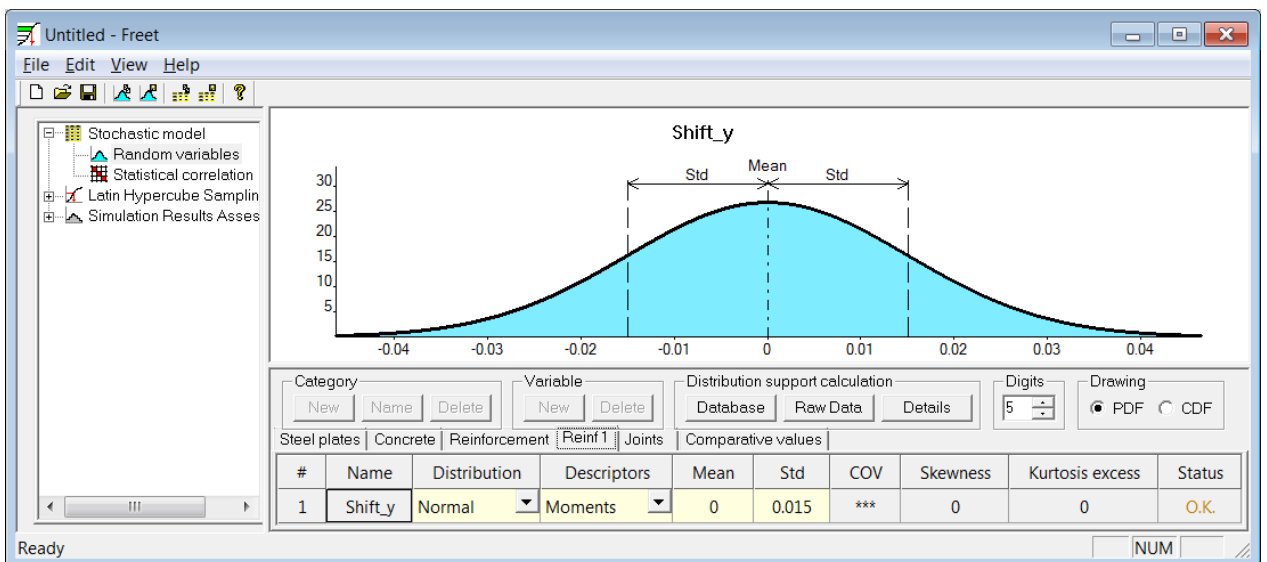 Untitled - Freet
File Edit View Help
Stochastic model
Random variables
Statistical correlation
Latin Hypercube Samplin
Simulation Results Asses
Shift_y
Std Mean Std
30
25
20
15
10
5
-0.04 -0.03 -0.02 -0.01 0 0.01 0.02 0.03 0.04
Category Variable Distribution support calculation Digits Drawing
New Name Delete New Delete Database Raw Data Details 5 PDF CDF
Steel plates Concrete Reinforcement Reinf 1 Joints Comparative values
# Name Distribution Descriptors Mean Std COV Skewness Kurtosis excess Status
1 Shift_y Normal Moments 0 0.015 *** 0 0 O.K.
Ready NUM